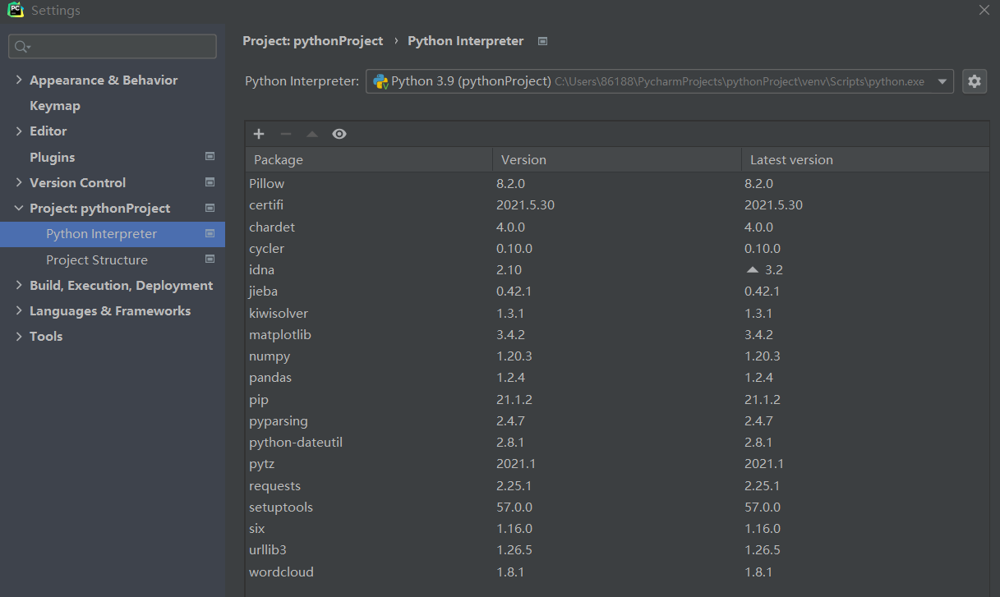 PC Settings
Project: pythonProject › Python Interpreter
Python Interpreter: Python 3.9 (pythonProject) C:\Users\86188\PycharmProjects\pythonProject\venv\Scripts\python.exe
Appearance & Behavior
Keymap
Editor
Plugins
Version Control
Project: pythonProject
Python Interpreter
Project Structure
Build, Execution, Deployment
Languages & Frameworks
Tools
Package Version Latest version
Pillow 8.2.0 8.2.0
certifi 2021.5.30 2021.5.30
chardet 4.0.0 4.0.0
cycler 0.10.0 0.10.0
idna 2.10 3.2
jieba 0.42.1 0.42.1
kiwisolver 1.3.1 1.3.1
matplotlib 3.4.2 3.4.2
numpy 1.20.3 1.20.3
pandas 1.2.4 1.2.4
pip 21.1.2 21.1.2
pyparsing 2.4.7 2.4.7
python-dateutil 2.8.1 2.8.1
pytz 2021.1 2021.1
requests 2.25.1 2.25.1
setuptools 57.0.0 57.0.0
six 1.16.0 1.16.0
urllib3 1.26.5 1.26.5
wordcloud 1.8.1 1.8.1